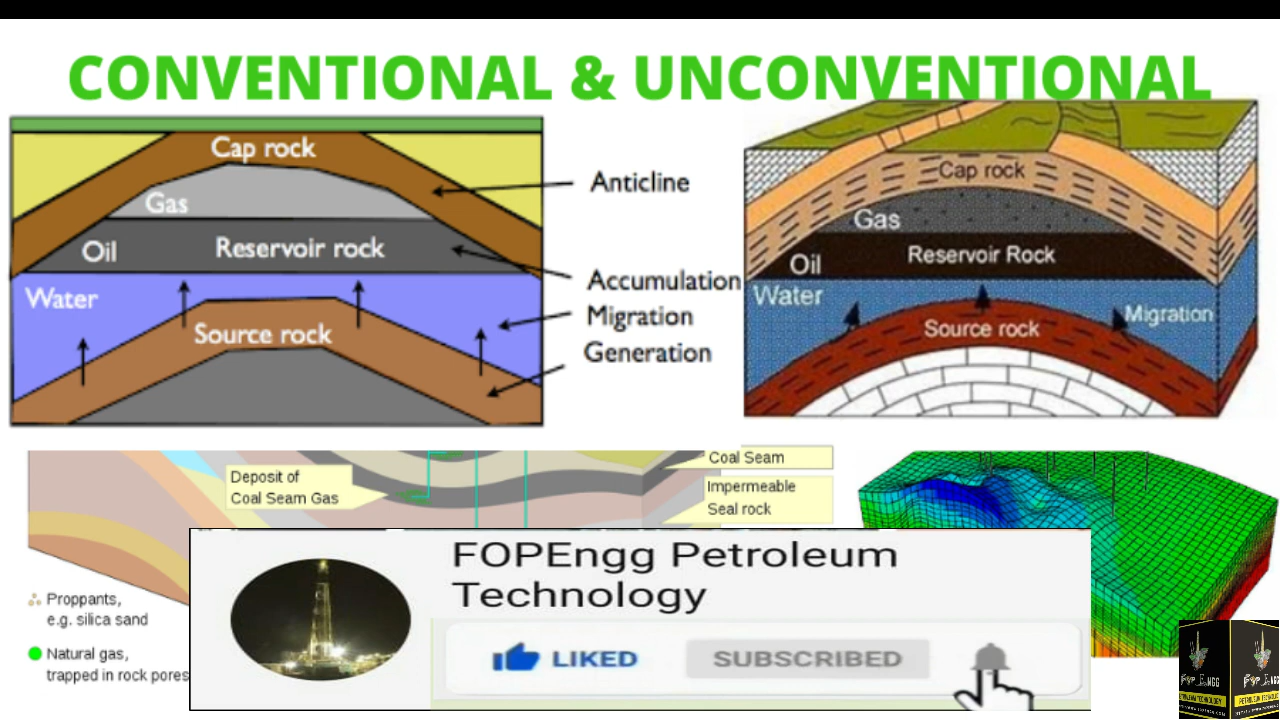 CONVENTIONAL & UNCONVENTIONAL
Cap rock
Gas
Oil
Reservoir rock
Water
Source rock
Anticline
Accumulation
Migration
Generation
Cap rock
Gas
Oil
Reservoir Rock
Water
Migration
Source rock
Deposit of
Coal Seam Gas
Coal Seam
Impermeable
Seal rock
Proppants,
e.g. silica sand
Natural gas,
trapped in rock pores
FOPEngg Petroleum
Technology
LIKED
SUBSCRIBED